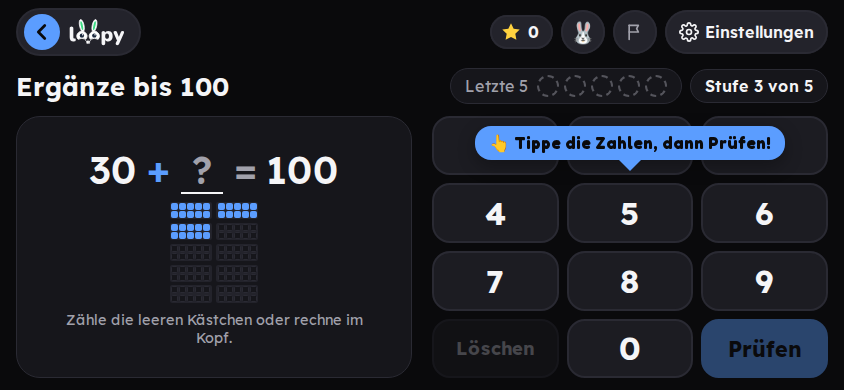 loopy
0
Einstellungen
Ergänze bis 100
Letzte 5
Stufe 3 von 5
30 + ? = 100
Zähle die leeren Kästchen oder rechne im
Kopf.
👆 Tippe die Zahlen, dann Prüfen!
4 5 6
7 8 9
Löschen 0 Prüfen